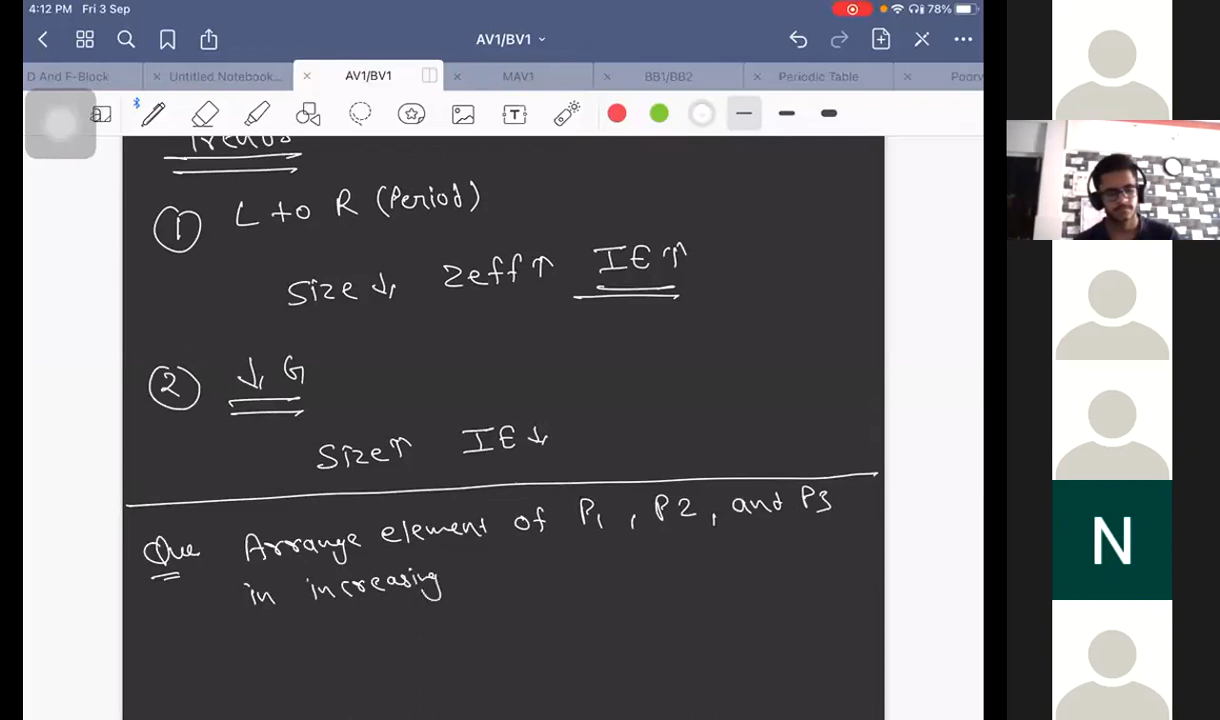 4:12 PM Fri 3 Sep
78%
AV1/BV1
D And F-Block
Untitled Notebook...
AV1/BV1
MAV1
BB1/BB2
Periodic Table
Poorv
Trends
① L to R (Period)
Size ↓ Zeff ↑ IE ↑
② ↓ G
Size ↑ IE ↓
Que Arrange element of P1, P2, and P3
in increasing
N